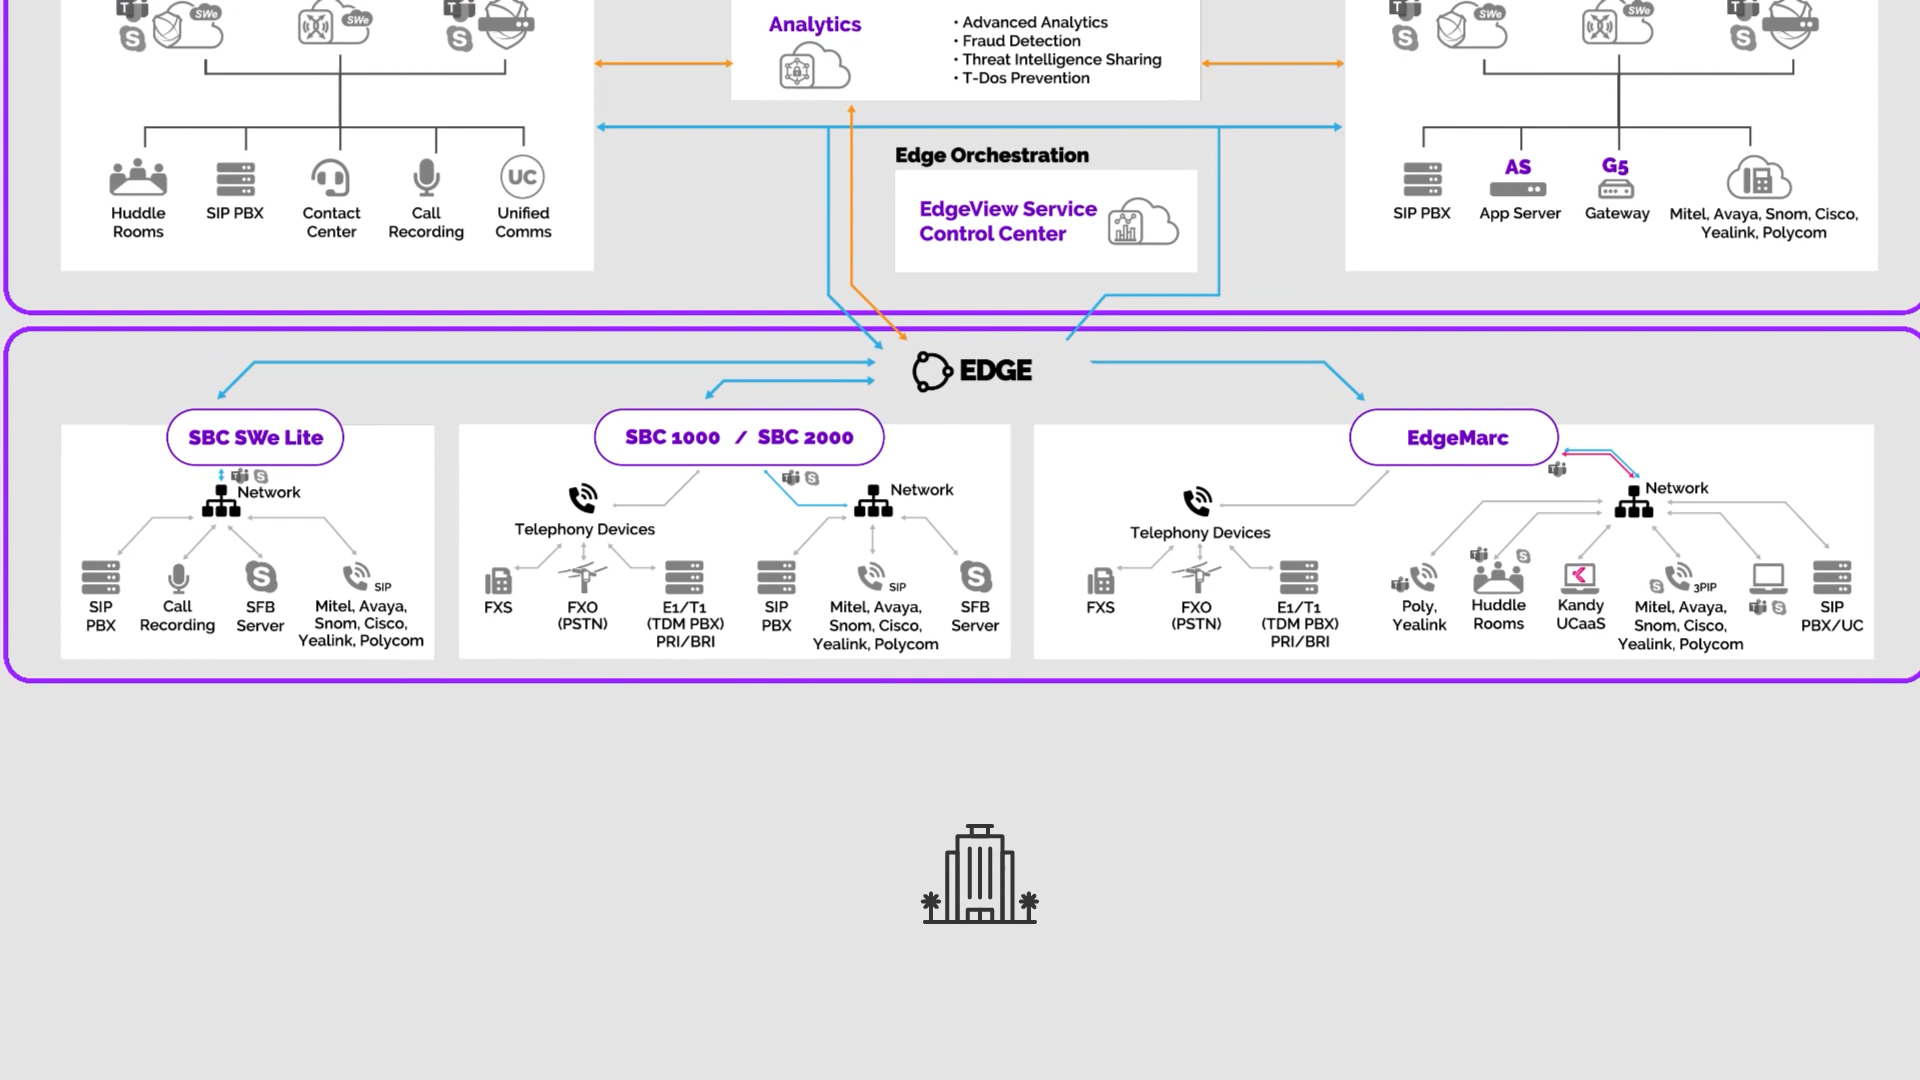 SWe
SWe
Analytics
• Advanced Analytics
• Fraud Detection
• Threat Intelligence Sharing
• T-Dos Prevention
SWe
SWe
Edge Orchestration
EdgeView Service
Control Center
Huddle
Rooms
SIP PBX
Contact
Center
Call
Recording
UC
Unified
Comms
SIP PBX
AS
App Server
G5
Gateway
Mitel, Avaya, Snom, Cisco,
Yealink, Polycom
EDGE
SBC SWe Lite
Network
SIP
PBX
Call
Recording
SFB
Server
SIP
Mitel, Avaya,
Snom, Cisco,
Yealink, Polycom
SBC 1000 / SBC 2000
Telephony Devices
Network
FXS
FXO
(PSTN)
E1/T1
(TDM PBX)
PRI/BRI
SIP
PBX
SIP
Mitel, Avaya,
Snom, Cisco,
Yealink, Polycom
SFB
Server
EdgeMarc
Telephony Devices
Network
FXS
FXO
(PSTN)
E1/T1
(TDM PBX)
PRI/BRI
Poly,
Yealink
Huddle
Rooms
Kandy
UCaaS
3PIP
Mitel, Avaya,
Snom, Cisco,
Yealink, Polycom
SIP
PBX/UC